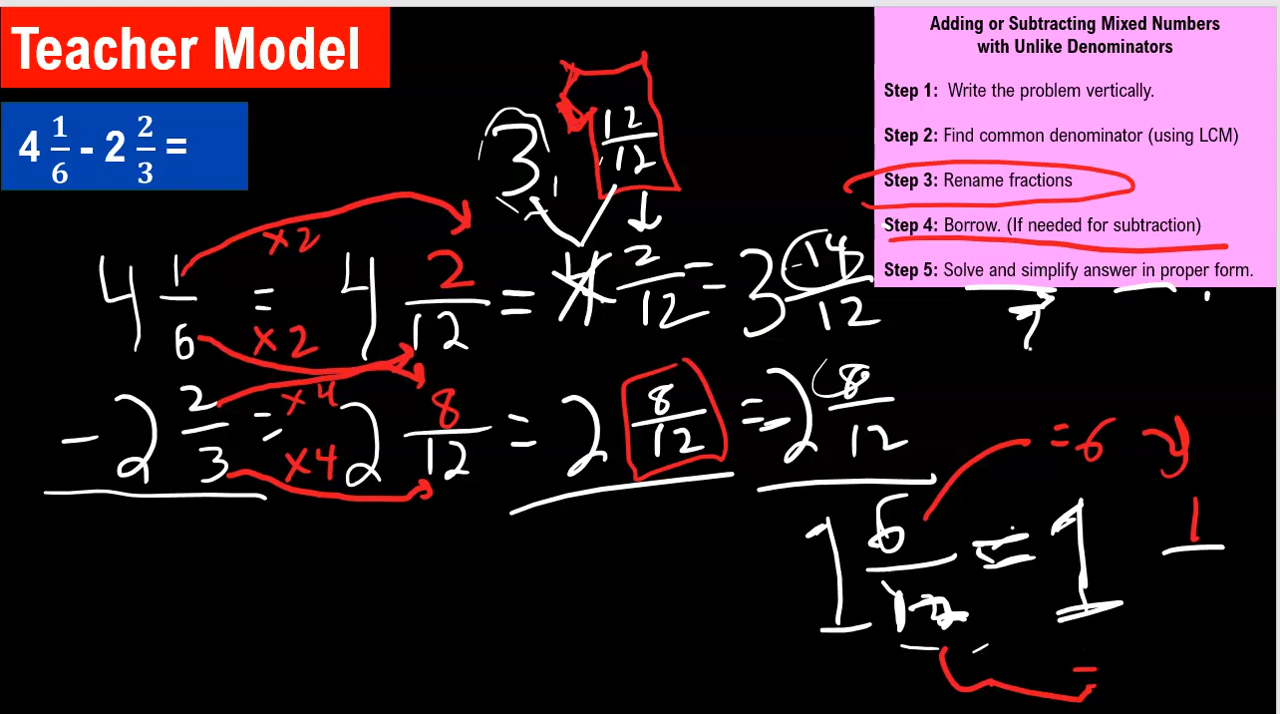 Teacher Model
4 1/6 - 2 2/3 =
Adding or Subtracting Mixed Numbers
with Unlike Denominators
Step 1: Write the problem vertically.
Step 2: Find common denominator (using LCM)
Step 3: Rename fractions
Step 4: Borrow. (If needed for subtraction)
Step 5: Solve and simplify answer in proper form.
3 12/12
×2
4 1/6 = 4 2/12 = 4 2/12 = 3 14/12
×2
×4
- 2 2/3 = 2 8/12 = 2 8/12 = 2 8/12
×4
= 6
1 6/12 = 1 1
=